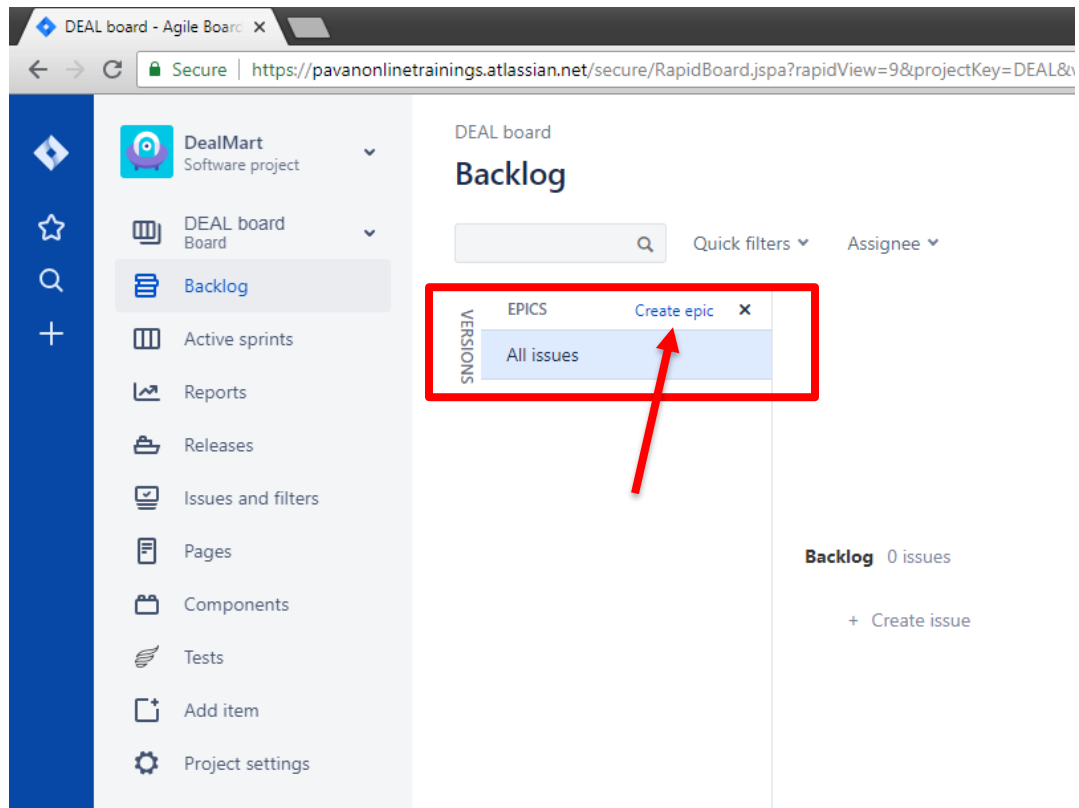 DEAL board - Agile Board
Secure | https://pavanonlinetrainings.atlassian.net/secure/RapidBoard.jspa?rapidView=9&projectKey=DEAL&v
DealMart
Software project
DEAL board
Board
Backlog
Active sprints
Reports
Releases
Issues and filters
Pages
Components
Tests
Add item
Project settings
DEAL board
Backlog
Quick filters Assignee
VERSIONS
EPICS Create epic
All issues
Backlog 0 issues
+ Create issue